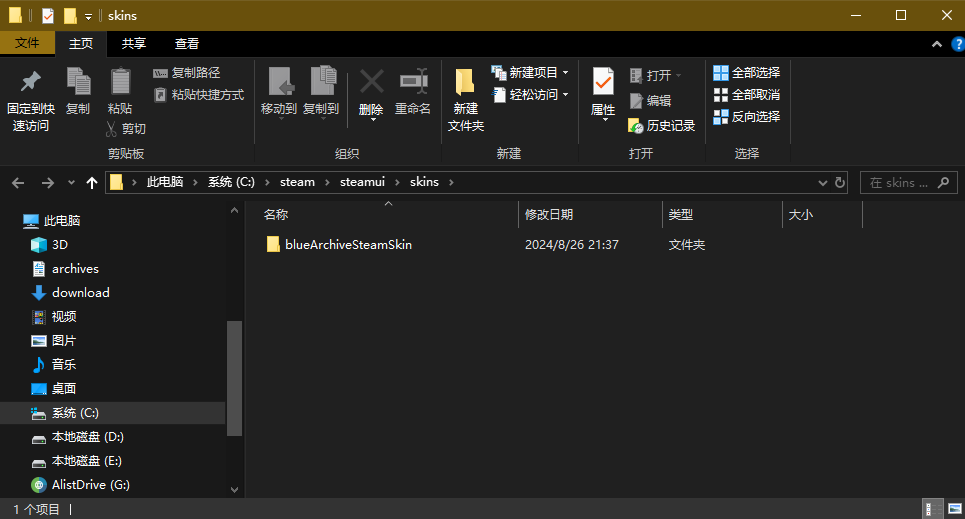 skins
文件 主页 共享 查看
固定到快速访问
复制
粘贴
复制路径
粘贴快捷方式
剪切
剪贴板
移动到
复制到
删除
重命名
组织
新建文件夹
新建项目
轻松访问
新建
属性
打开
编辑
历史记录
打开
全部选择
全部取消
反向选择
选择
此电脑 系统 (C:) steam steamui skins
在 skins ...
此电脑
3D
archives
download
视频
图片
音乐
桌面
系统 (C:)
本地磁盘 (D:)
本地磁盘 (E:)
AlistDrive (G:)
名称 修改日期 类型 大小
blueArchiveSteamSkin 2024/8/26 21:37 文件夹
1 个项目